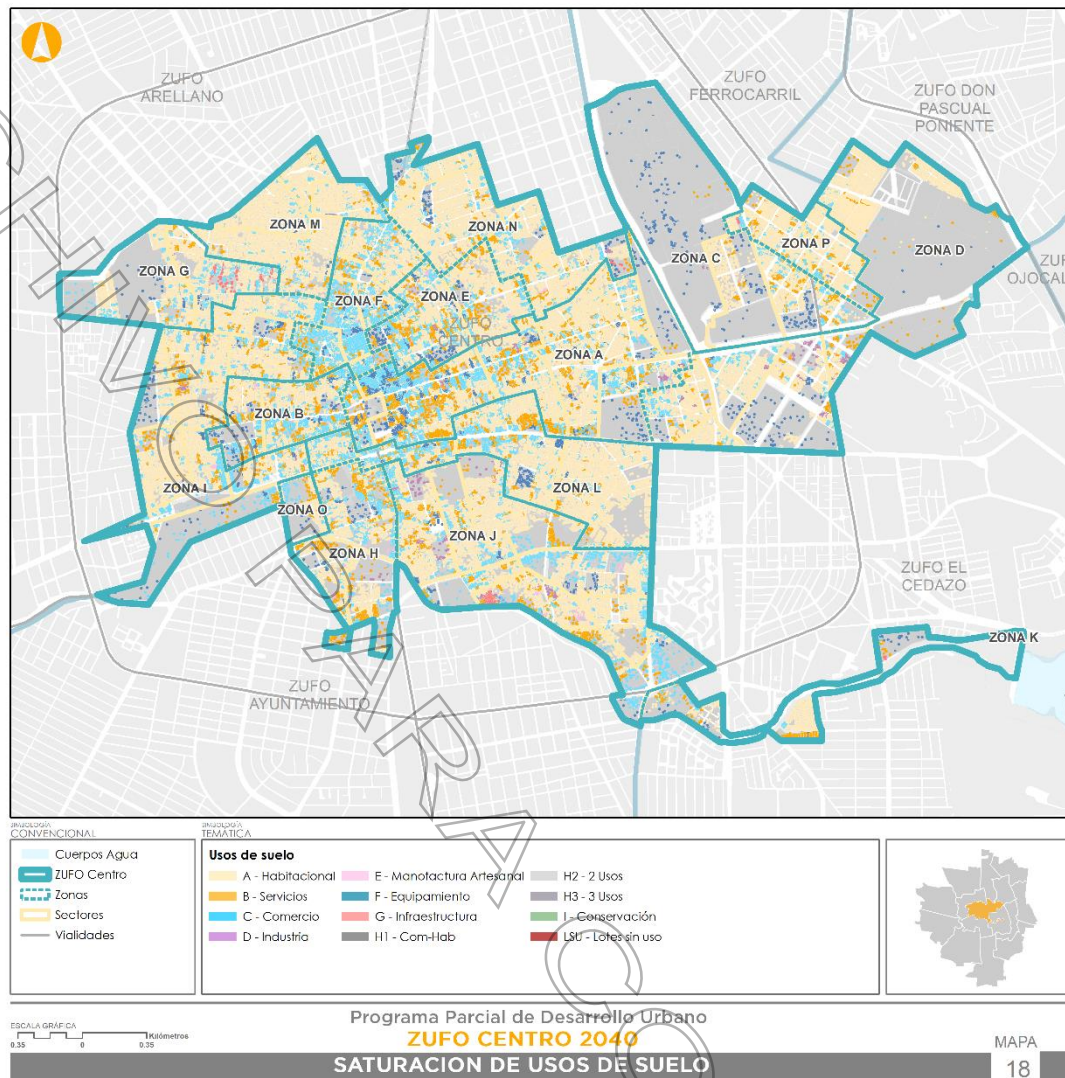 ZUFO
ARELLANO
ZUFO
FERROCARRIL
ZUFO DON
PASCUAL
PONIENTE
ZONA M
ZONA N
ZONA G
ZONA C
ZONA P
ZONA D
ZONA F
ZONA E
ZUFO
CENTRO
ZONA A
ZONA B
ZONA I
ZONA O
ZONA L
ZONA H
ZONA J
ZUFO EL
CEDAZO
ZONA K
ZUFO
AYUNTAMIENTO
OJOCAL
SIMBOLOGÍA
CONVENCIONAL
Cuerpos Agua
ZUFO Centro
Zonas
Sectores
Vialidades
SIMBOLOGÍA
TEMÁTICA
Usos de suelo
A - Habitacional
B - Servicios
C - Comercio
D - Industria
E - Manofactura Artesanal
F - Equipamiento
G - Infraestructura
H1 - Com-Hab
H2 - 2 Usos
H3 - 3 Usos
I - Conservación
LSU - Lotes sin uso
ESCALA GRÁFICA
0.35 0 0.35
Kilómetros
Programa Parcial de Desarrollo Urbano
ZUFO CENTRO 2040
SATURACION DE USOS DE SUELO
MAPA
18